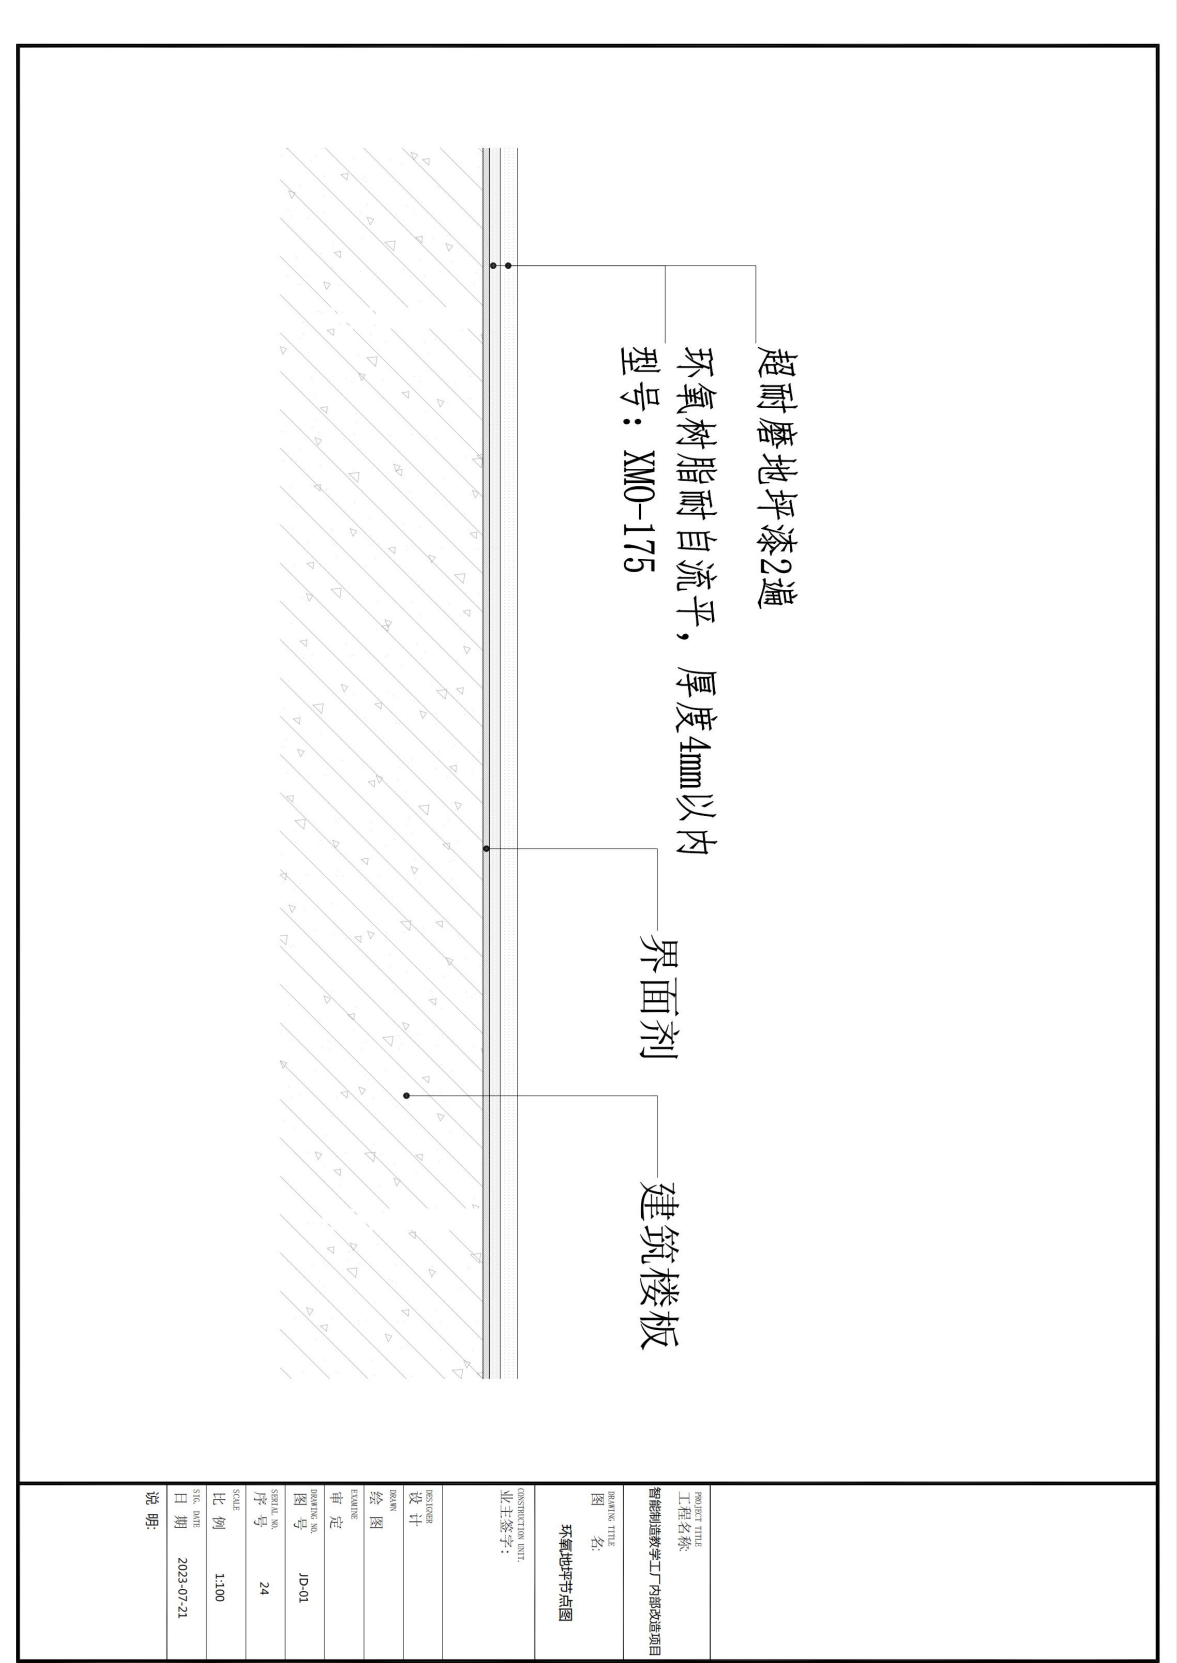 超耐磨地坪漆2遍
环氧树脂耐自流平，厚度4mm以内
型号：XMO-175
界面剂
建筑楼板
PROJECT TITLE
工程名称:
智能制造教学工厂内部改造项目
DRAWING TITLE
图 名:
环氧地坪节点图
CONSTRUCTION UNIT.
业主签字:
DESIGNER
设 计
DRAWN
绘 图
EXAMINE
审 定
DRAWING NO.
图 号 JD-01
SERIAL NO.
序 号 24
SCALE
比 例 1:100
SIG. DATE
日 期 2023-07-21
说 明: